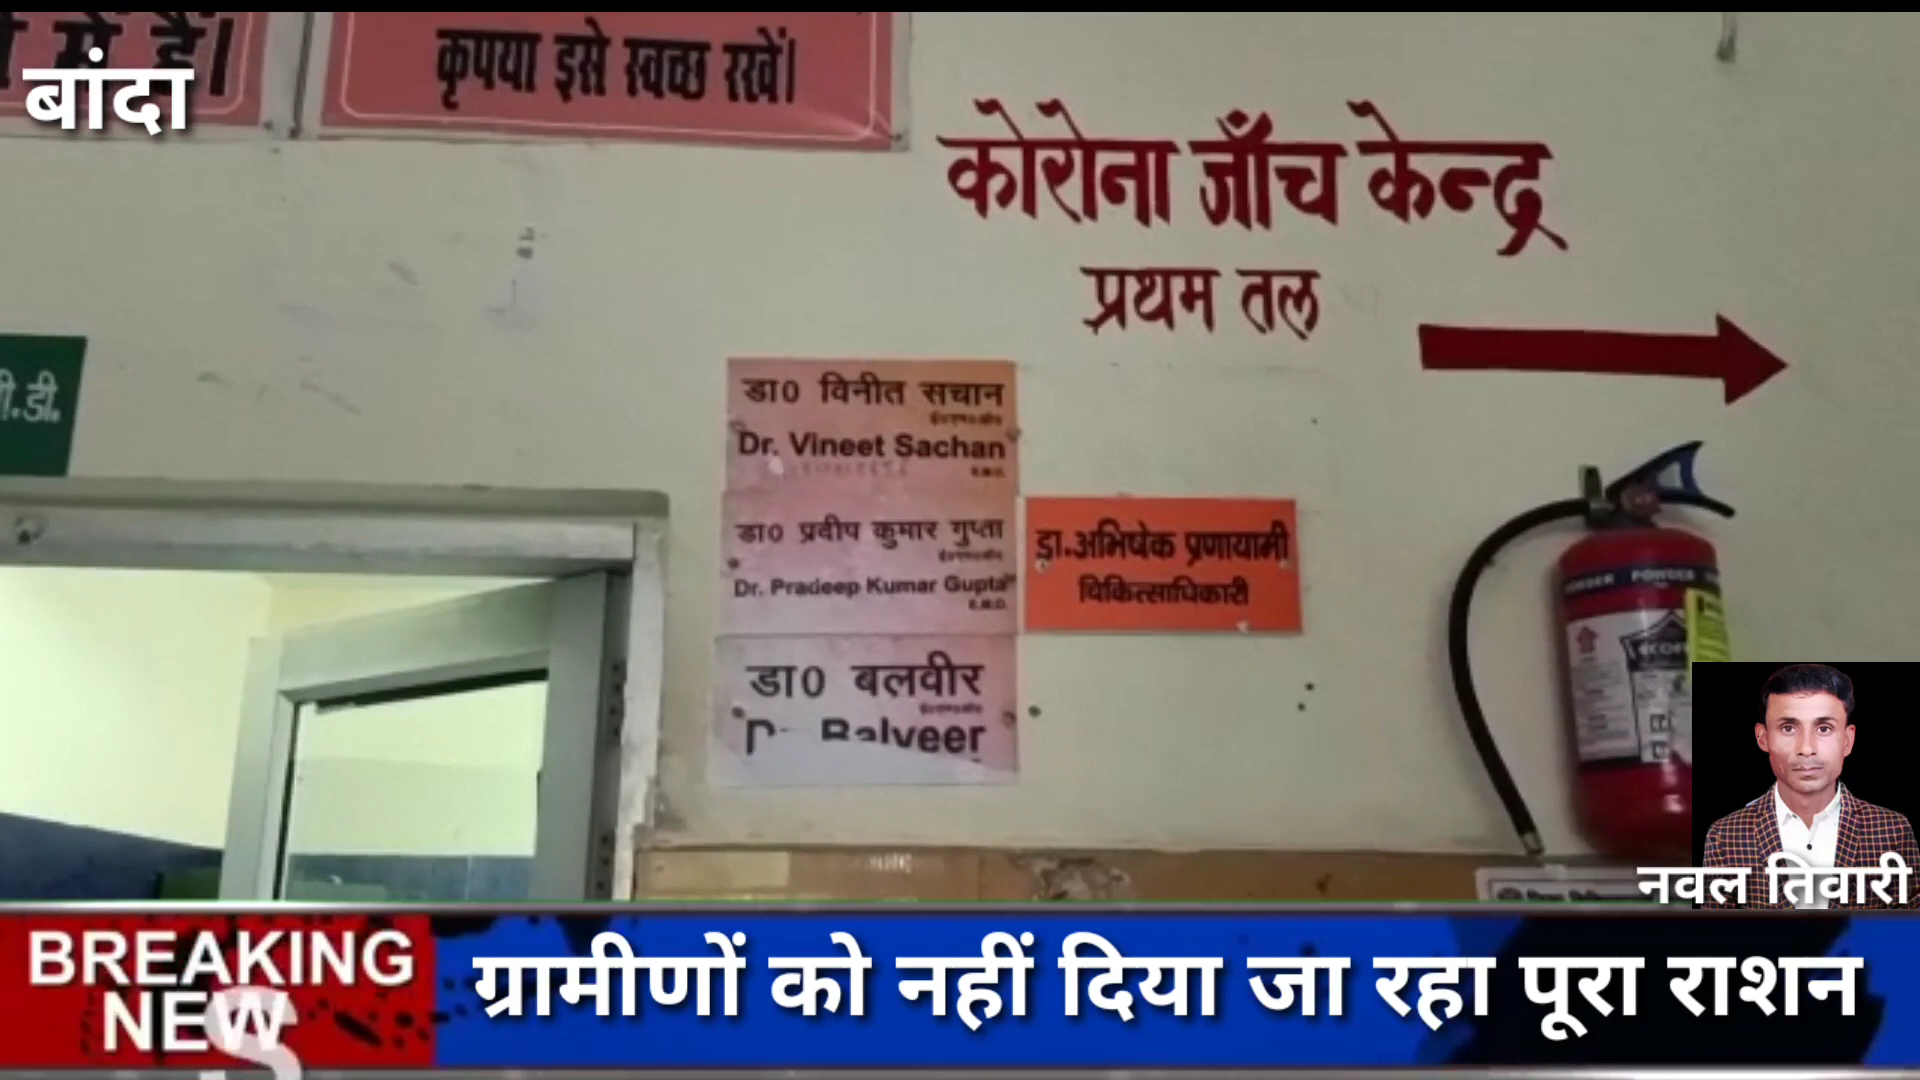 में हैं।
कृपया इसे स्वच्छ रखें।
बांदा
कोरोना जाँच केन्द्र
प्रथम तल
डी.
डा0 विनीत सचान
Dr. Vineet Sachan
E.M.O.
डा0 प्रदीप कुमार गुप्ता
Dr. Pradeep Kumar Gupta
E.M.O.
डा.अभिषेक प्रणायामी
चिकित्साधिकारी
डा0 बलवीर
Balveer
POWDER
नवल तिवारी
BREAKING
NEWS
ग्रामीणों को नहीं दिया जा रहा पूरा राशन